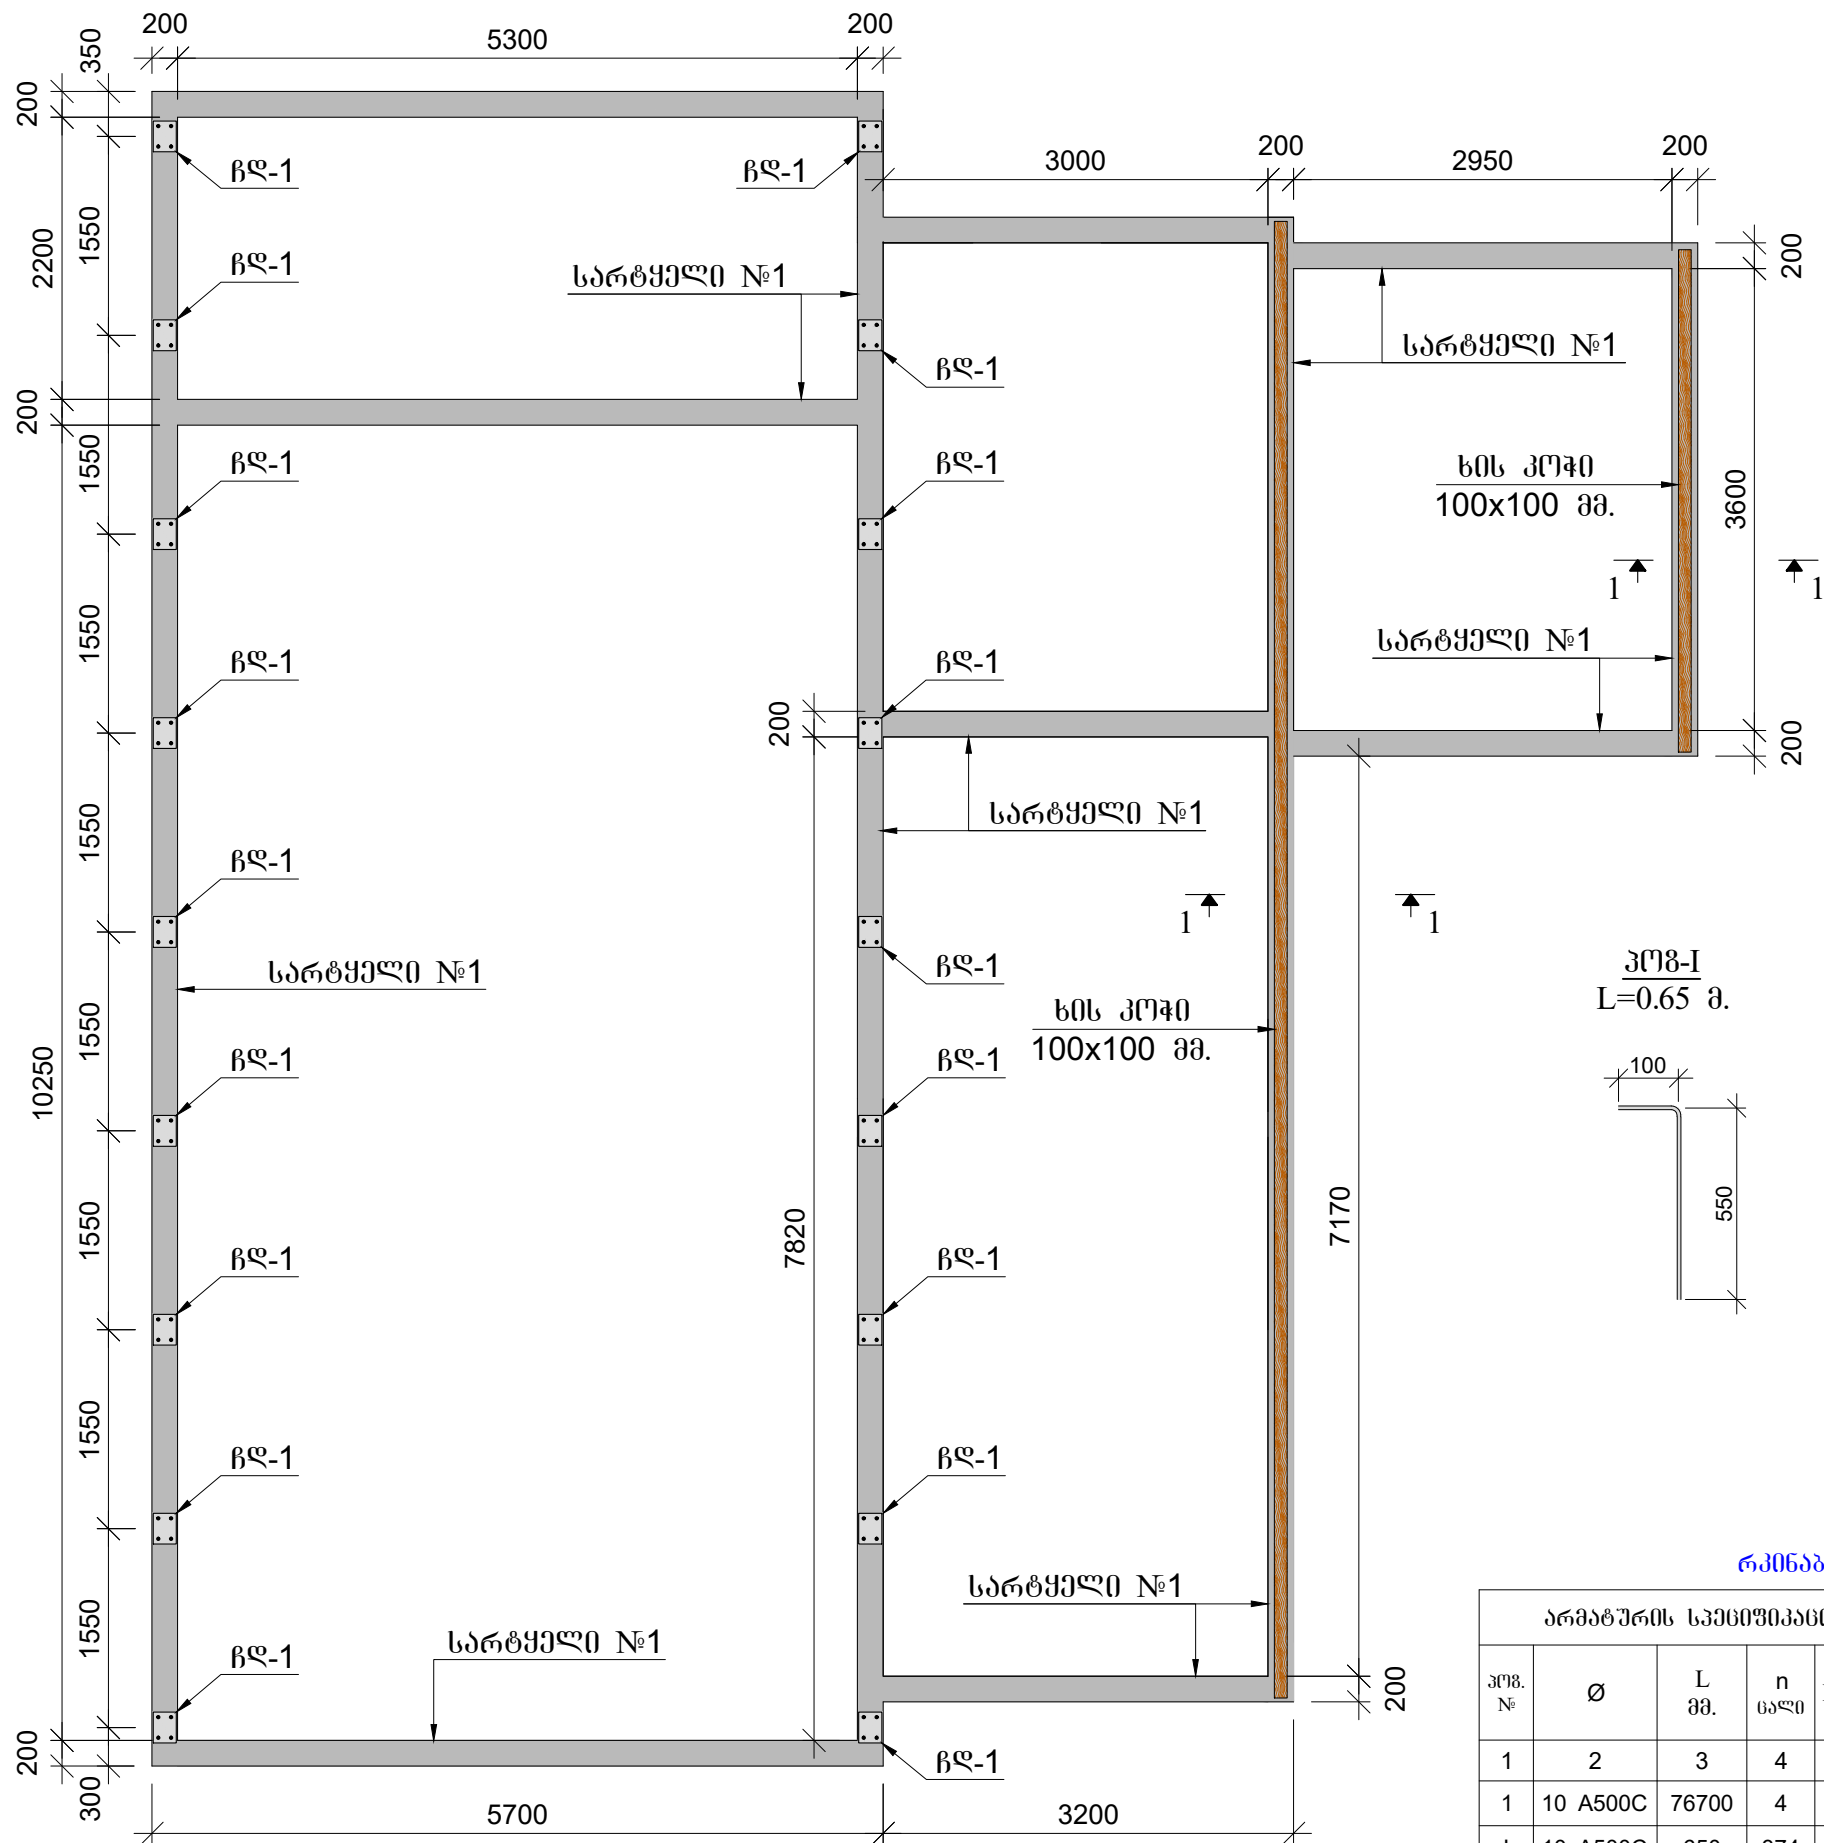 200
5300
200
350
200
3000
200
2950
200
ჩდ-1
ჩდ-1
1550
2200
ჩდ-1
სარტყელი №1
200
სარტყელი №1
ჩდ-1
200
1550
ჩდ-1
ჩდ-1
ხის კოჭი
100x100 მმ.
3600
1
1
1550
ჩდ-1
ჩდ-1
სარტყელი №1
200
200
1550
სარტყელი №1
ჩდ-1
1
1
სარტყელი №1
ჩდ-1
პოზ-I
L=0.65 მ.
1550
10250
ჩდ-1
ჩდ-1
ხის კოჭი
100x100 მმ.
100
550
1550
7820
7170
ჩდ-1
ჩდ-1
1550
ჩდ-1
ჩდ-1
1550
სარტყელი №1
სარტყელი №1
ჩდ-1
200
200
300
ჩდ-1
5700
3200
რკინაბ
არმატურის სპეციფიკაცი
პოზ. №
Ø
L მმ.
n ცალი
1 2 3 4
1 10 A500C 76700 4